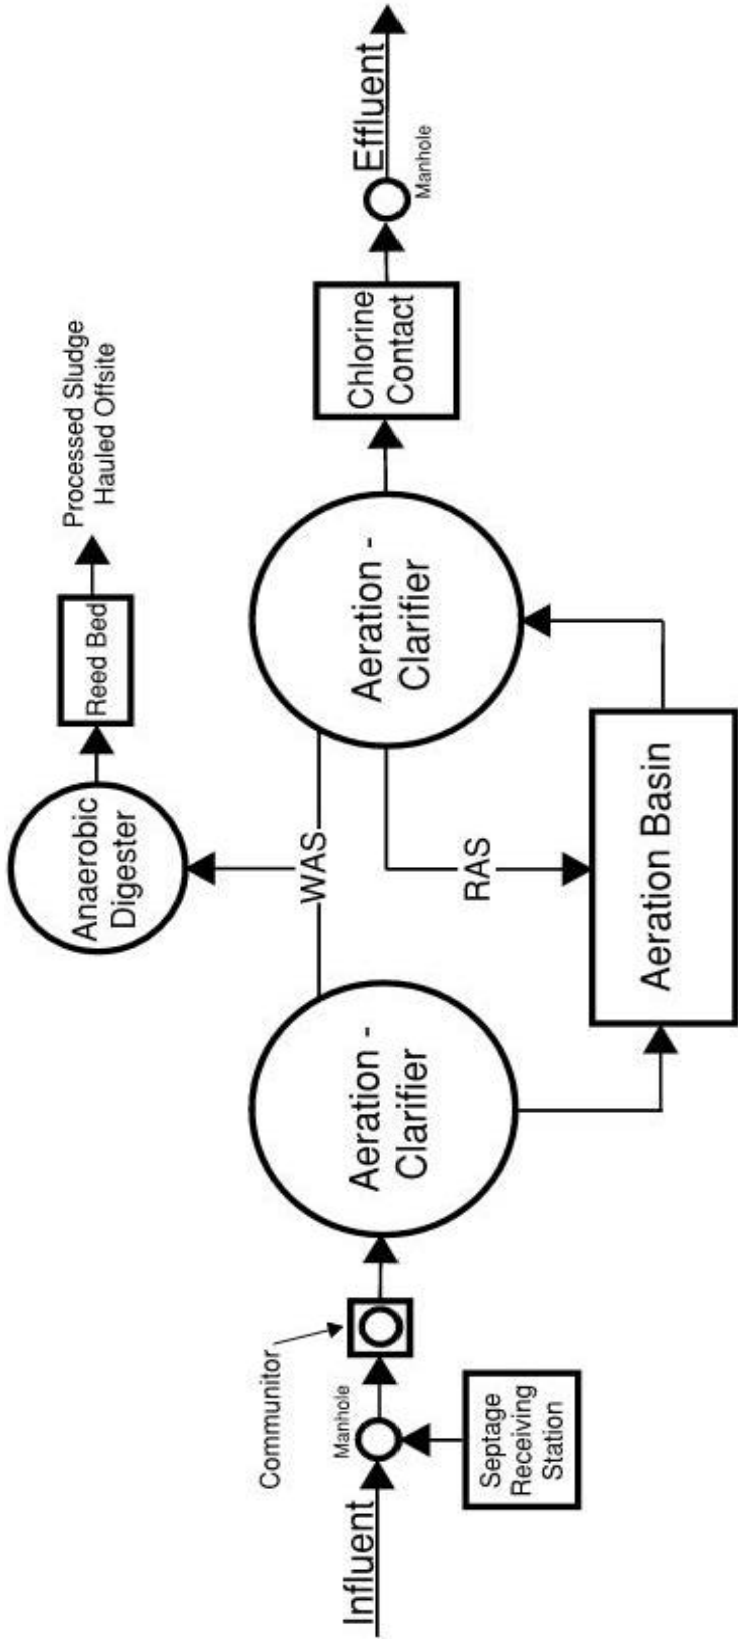 Influent
Manhole
Communitor
Septage
Receiving
Station
Aeration -
Clarifier
WAS
RAS
Anaerobic
Digester
Reed Bed
Processed Sludge
Hauled Offsite
Aeration Basin
Aeration -
Clarifier
Chlorine
Contact
Manhole
Effluent